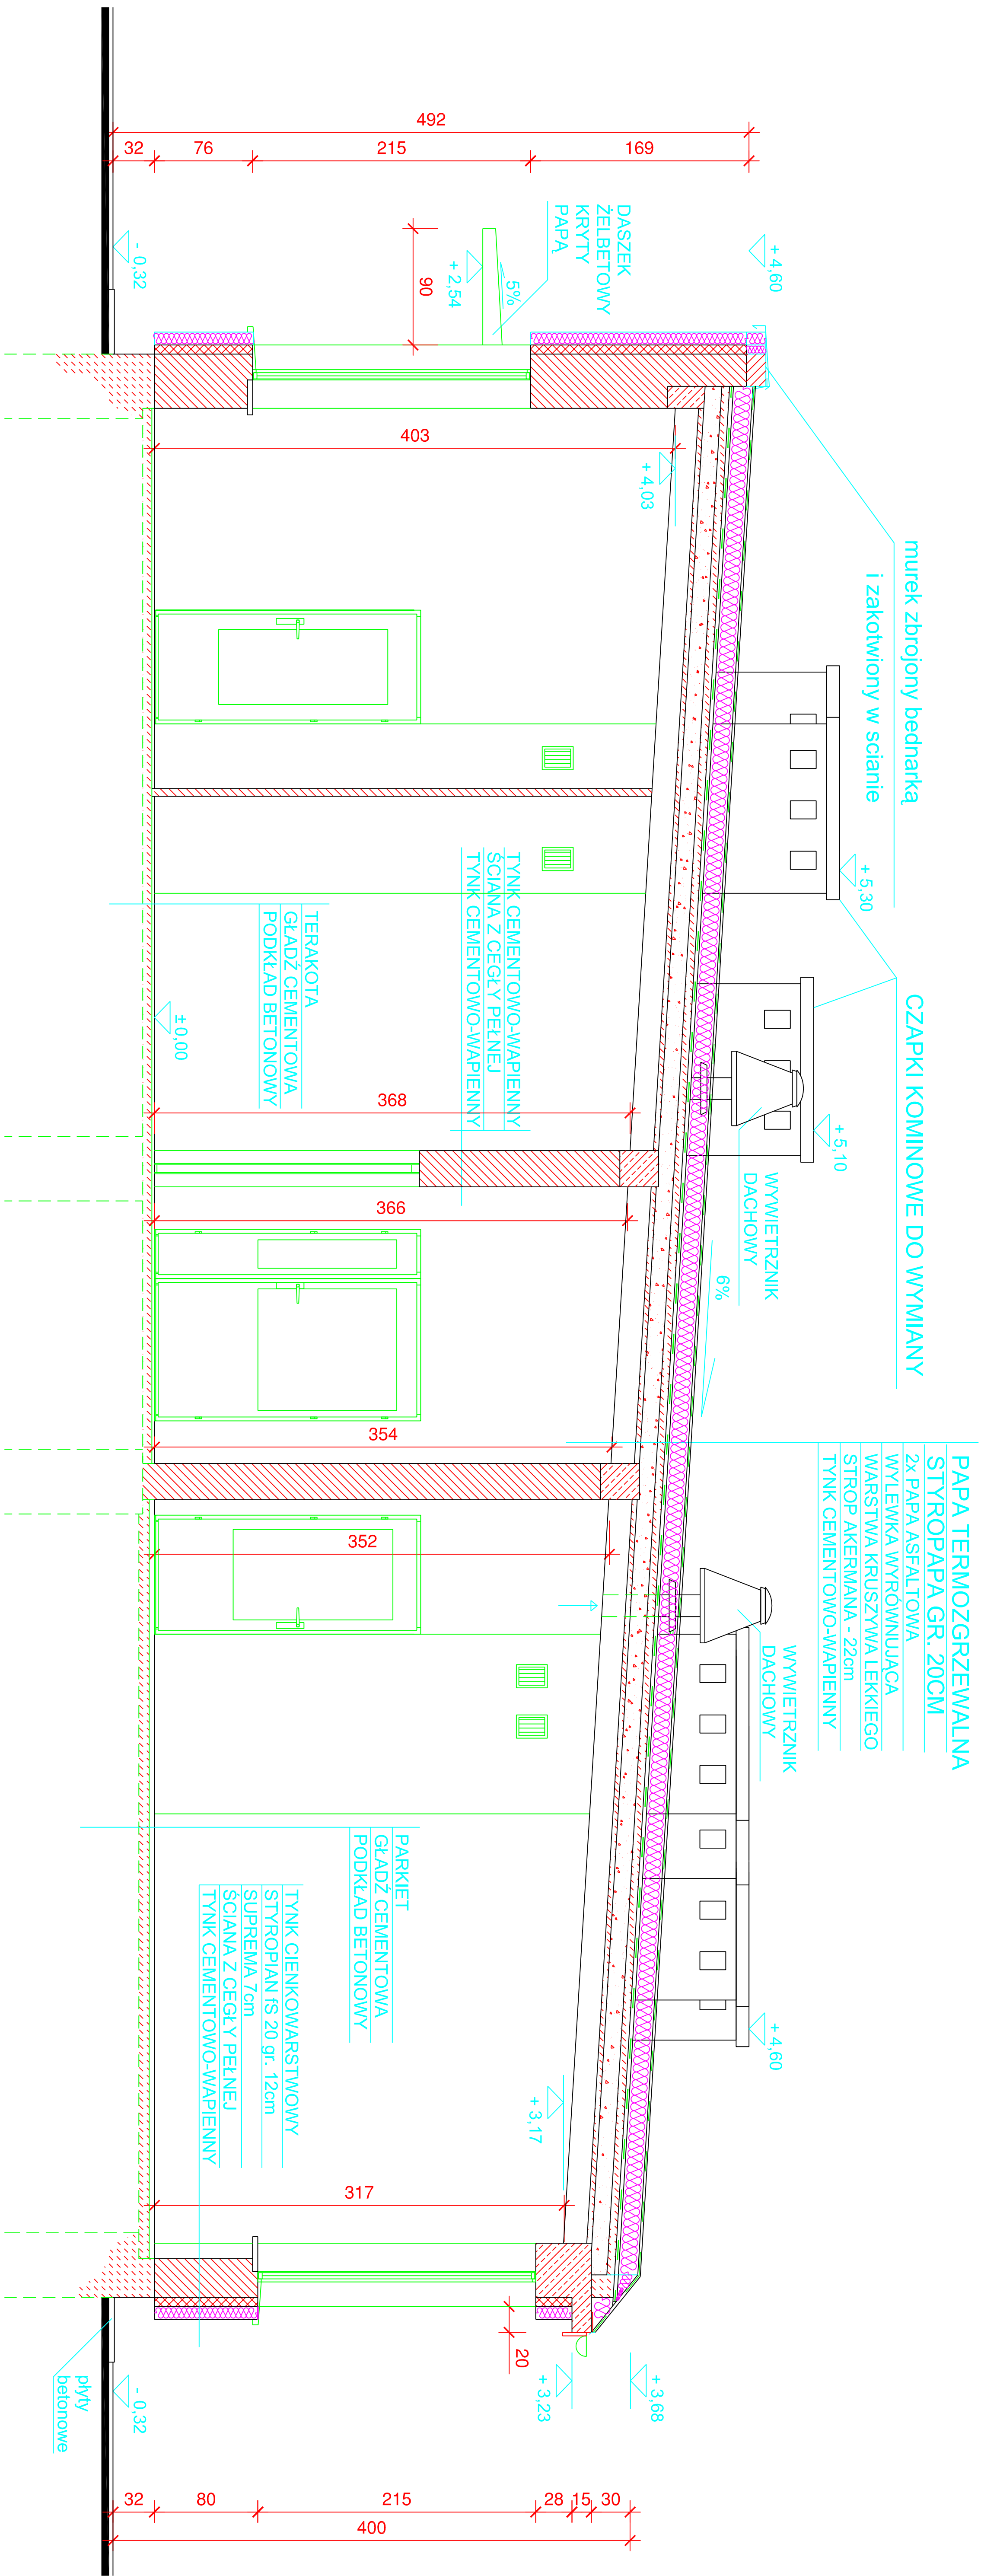 492
32
76
215
169
- 0,32
90
+ 2,54
5%
DASZEK
ŻELBETOWY
KRYTY
PAPĄ
+ 4,60
403
+ 4,03
murek zbrojony bednarką
i zakotwiony w scianie
+ 5,30
CZAPKI KOMINOWE DO WYMIANY
+ 5,10
WYWIETRZNIK
DACHOWY
6%
TYNK CEMENTOWO-WAPIENNY
ŚCIANA Z CEGŁY PEŁNEJ
TYNK CEMENTOWO-WAPIENNY
TERAKOTA
GŁADŹ CEMENTOWA
PODKŁAD BETONOWY
±0,00
368
366
354
352
PAPA TERMOZGRZEWALNA
STYROPAPA GR. 20CM
2x PAPA ASFALTOWA
WYLEWKA WYRÓWNUJĄCA
WARSTWA KRUSZYWA LEKKIEGO
STROP AKERMANA - 22cm
TYNK CEMENTOWO-WAPIENNY
WYWIETRZNIK
DACHOWY
PARKIET
GŁADŹ CEMENTOWA
PODKŁAD BETONOWY
TYNK CIENKOWARSTWOWY
STYROPIAN fS 20 gr. 12cm
SUPREMA 7cm
ŚCIANA Z CEGŁY PEŁNEJ
TYNK CEMENTOWO-WAPIENNY
+ 4,60
+ 3,17
317
20
+ 3,23
+ 3,68
płyty
betonowe
- 0,32
32
80
215
28
15
30
400